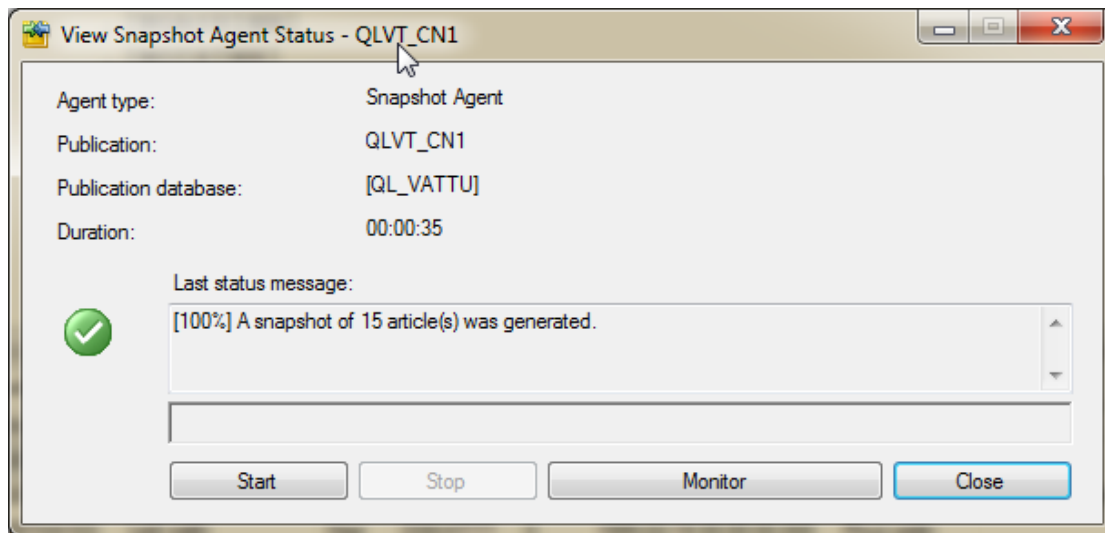 View Snapshot Agent Status - QLVT_CN1
Agent type: Snapshot Agent
Publication: QLVT_CN1
Publication database: [QL_VATTU]
Duration: 00:00:35
Last status message:
[100%] A snapshot of 15 article(s) was generated.
Start Stop Monitor Close